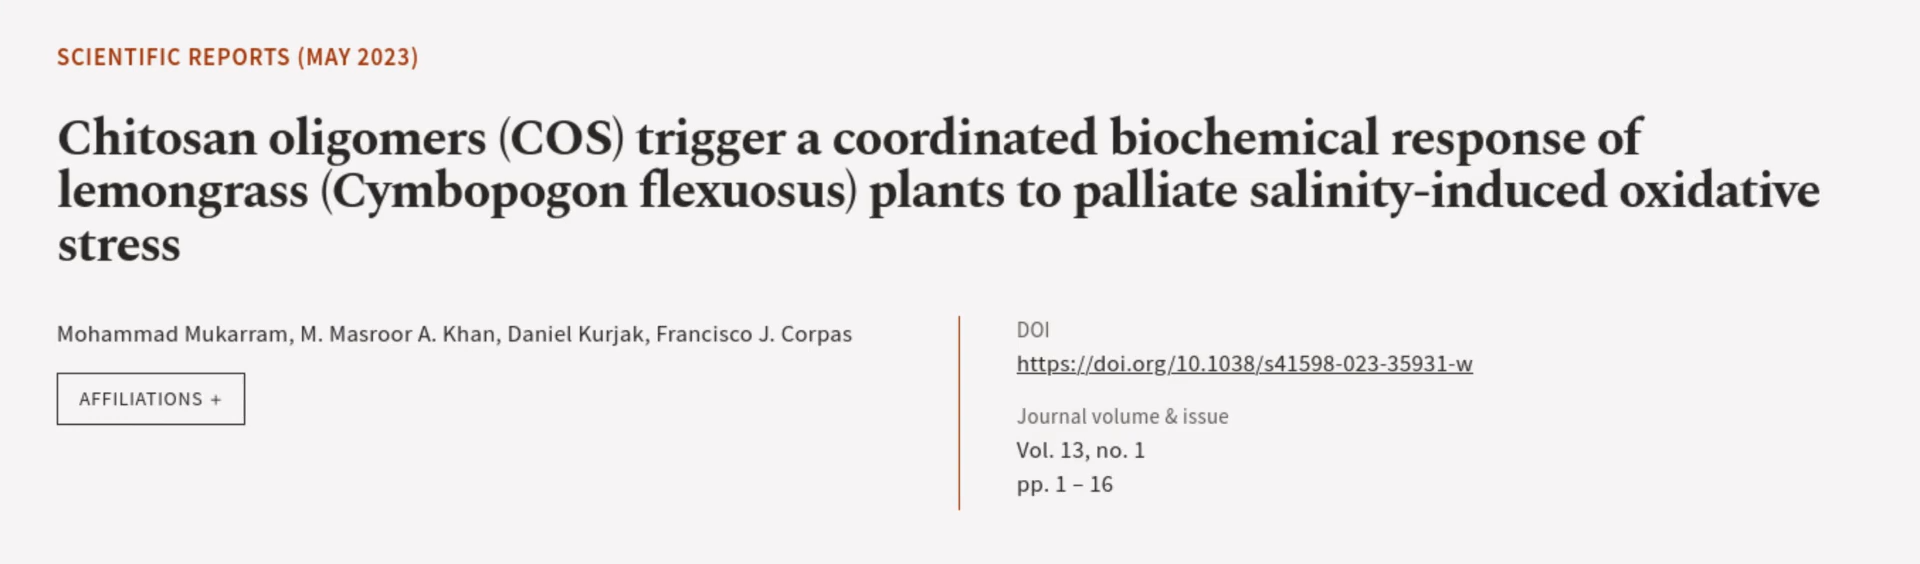 SCIENTIFIC REPORTS (MAY 2023)
Chitosan oligomers (COS) trigger a coordinated biochemical response of
lemongrass (Cymbopogon flexuosus) plants to palliate salinity-induced oxidative
stress
Mohammad Mukarram, M. Masroor A. Khan, Daniel Kurjak, Francisco J. Corpas
AFFILIATIONS +
DOI
https://doi.org/10.1038/s41598-023-35931-w
Journal volume & issue
Vol. 13, no. 1
pp. 1 – 16